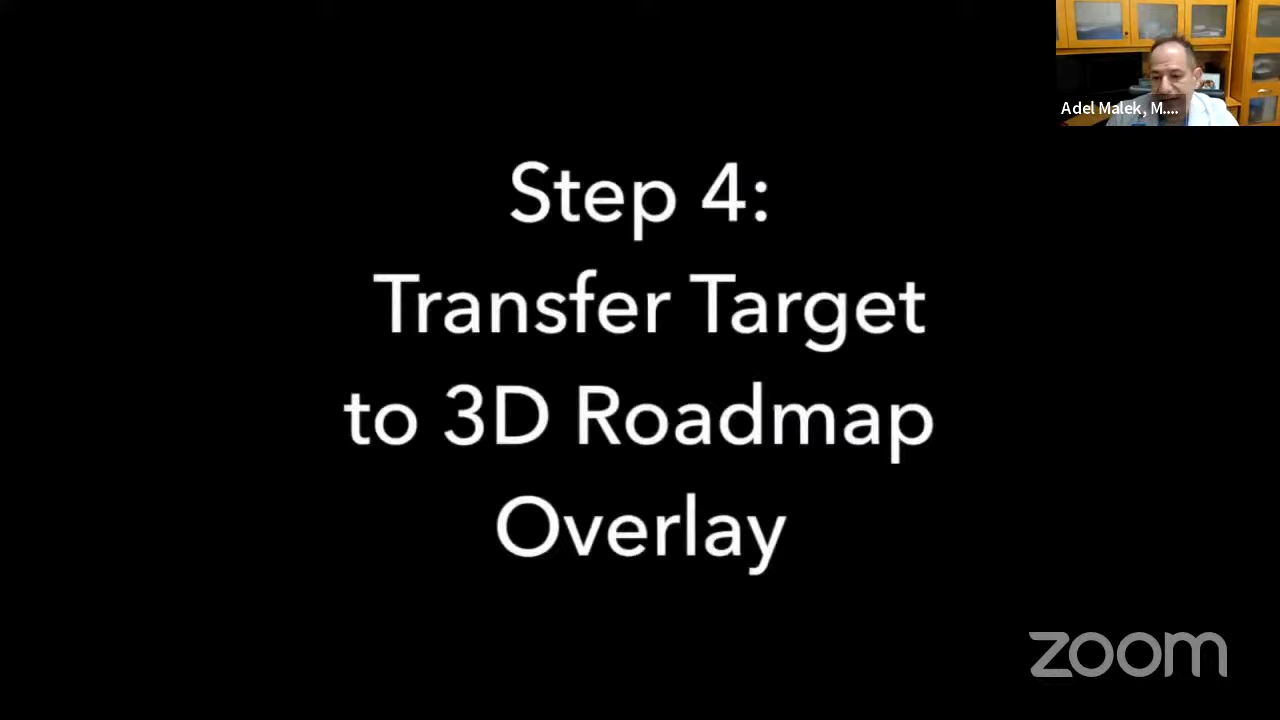 Adel Malek, M....
Step 4:
Transfer Target
to 3D Roadmap
Overlay
zoom